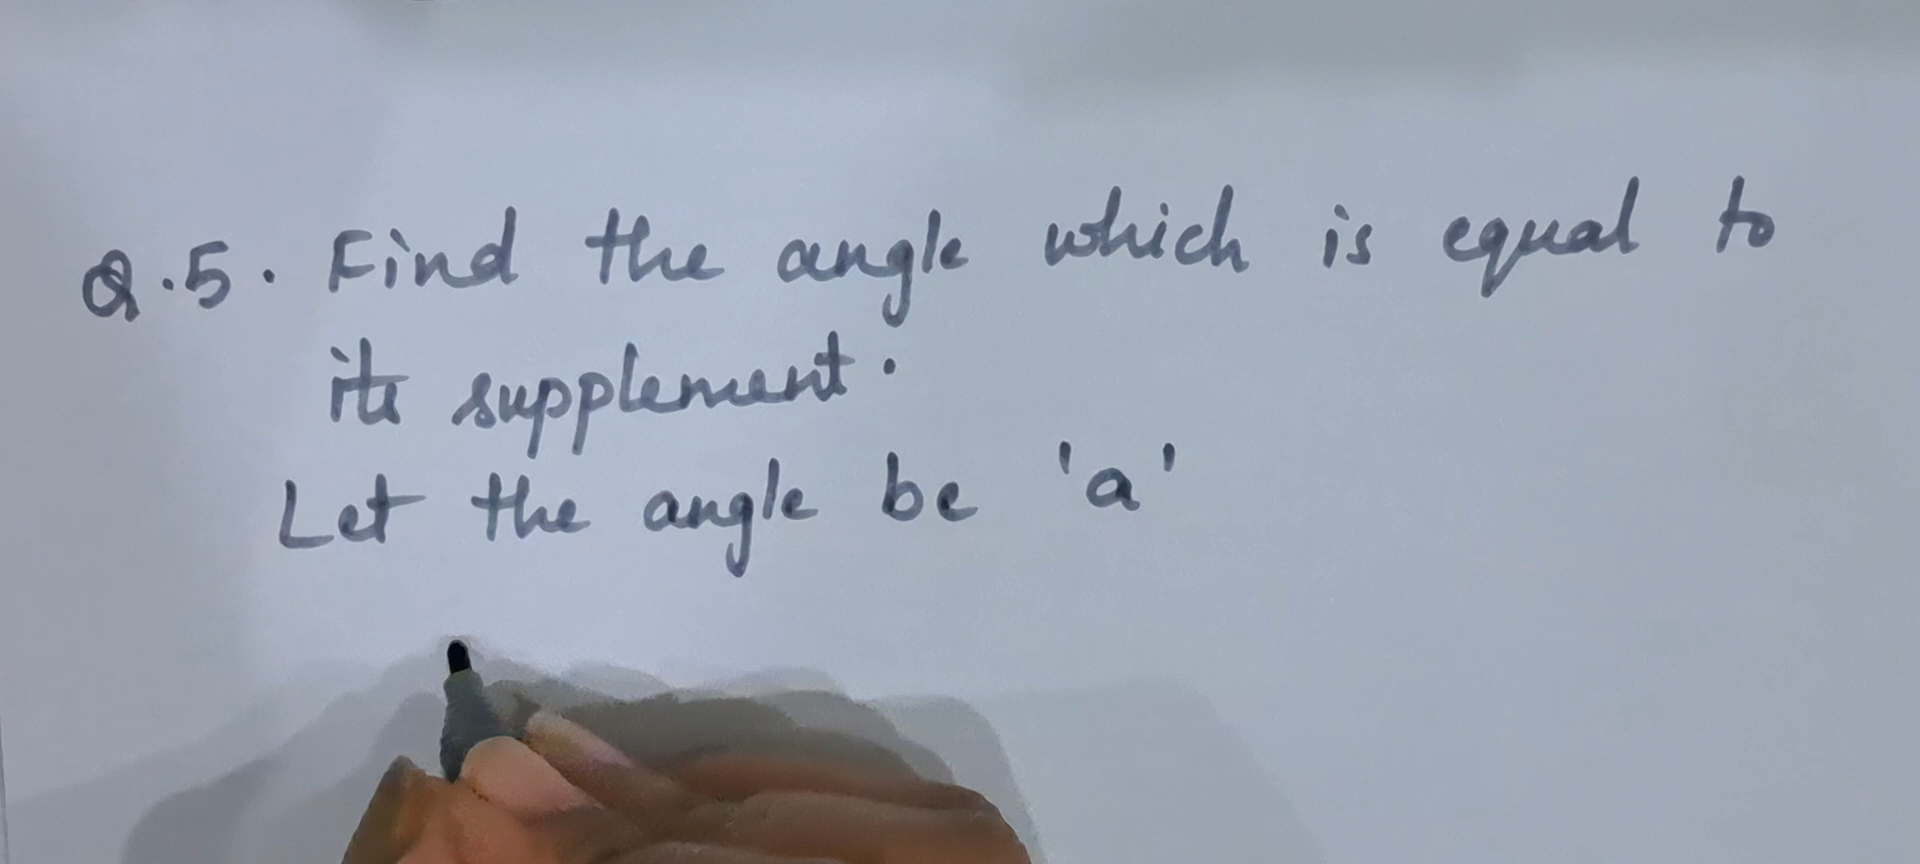 Q.5. Find the angle which is equal to
its supplement.
Let the angle be 'a'